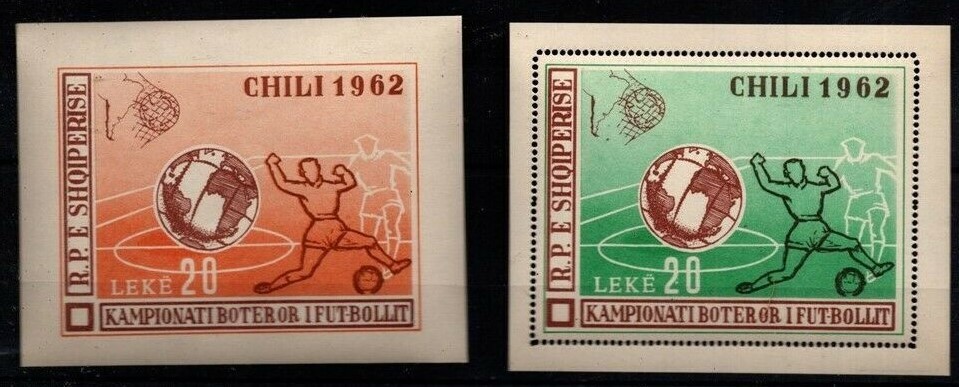 CHILI 1962
R.P.E SHQIPERISE
LEKË 20
KAMPIONATI BOTEROR I FUT-BOLLIT
CHILI 1962
R.P.E SHQIPERISE
LEKË 20
KAMPIONATI BOTEROR I FUT-BOLLIT